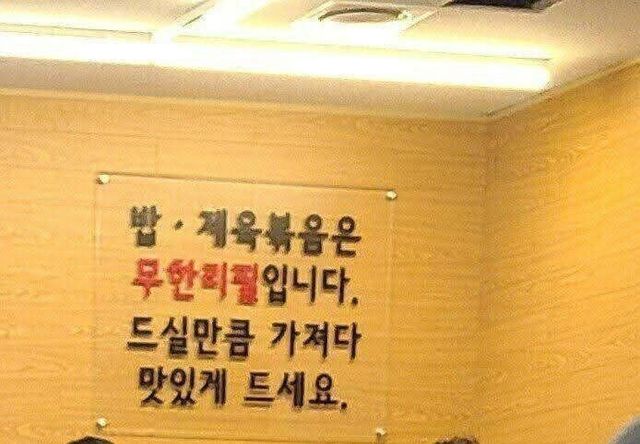 밥·제육볶음은
무한리필입니다.
드실만큼 가져다
맛있게 드세요.